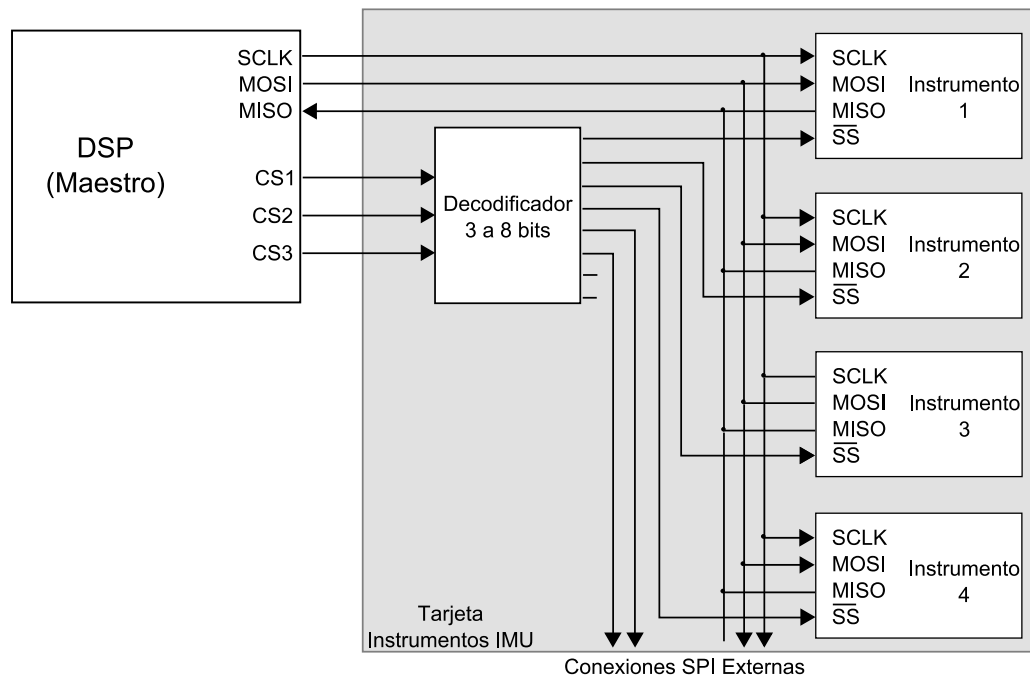 SCLK
MOSI
MISO
DSP
(Maestro)
CS1
CS2
CS3
Decodificador
3 a 8 bits
SCLK
MOSI
MISO
SS
Instrumento
1
SCLK
MOSI
MISO
SS
Instrumento
2
SCLK
MOSI
MISO
SS
Instrumento
3
SCLK
MOSI
MISO
SS
Instrumento
4
Tarjeta
Instrumentos IMU
Conexiones SPI Externas